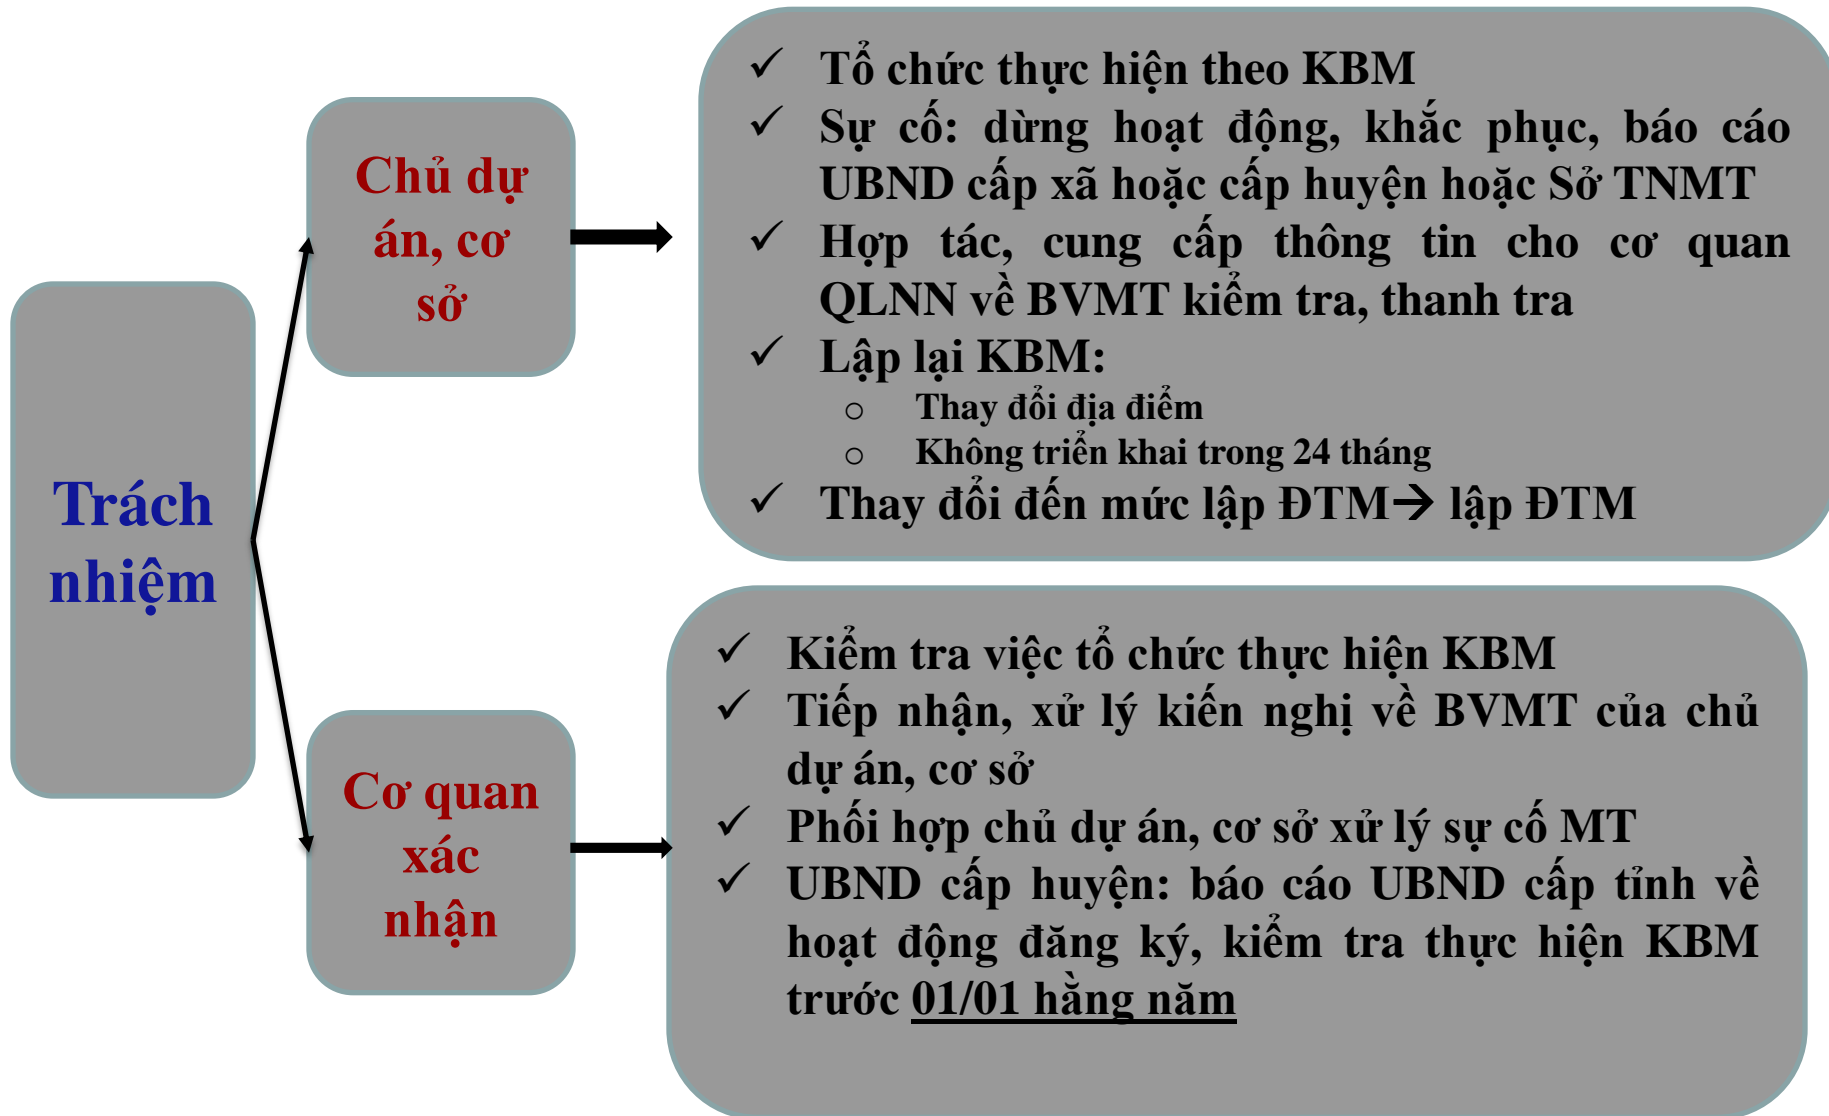 Trách
nhiệm
Chủ dự
án, cơ
sở
✓ Tổ chức thực hiện theo KBM
✓ Sự cố: dừng hoạt động, khắc phục, báo cáo
UBND cấp xã hoặc cấp huyện hoặc Sở TNMT
✓ Hợp tác, cung cấp thông tin cho cơ quan
QLNN về BVMT kiểm tra, thanh tra
✓ Lập lại KBM:
o Thay đổi địa điểm
o Không triển khai trong 24 tháng
✓ Thay đổi đến mức lập ĐTM→ lập ĐTM
Cơ quan
xác
nhận
✓ Kiểm tra việc tổ chức thực hiện KBM
✓ Tiếp nhận, xử lý kiến nghị về BVMT của chủ
dự án, cơ sở
✓ Phối hợp chủ dự án, cơ sở xử lý sự cố MT
✓ UBND cấp huyện: báo cáo UBND cấp tỉnh về
hoạt động đăng ký, kiểm tra thực hiện KBM
trước 01/01 hằng năm